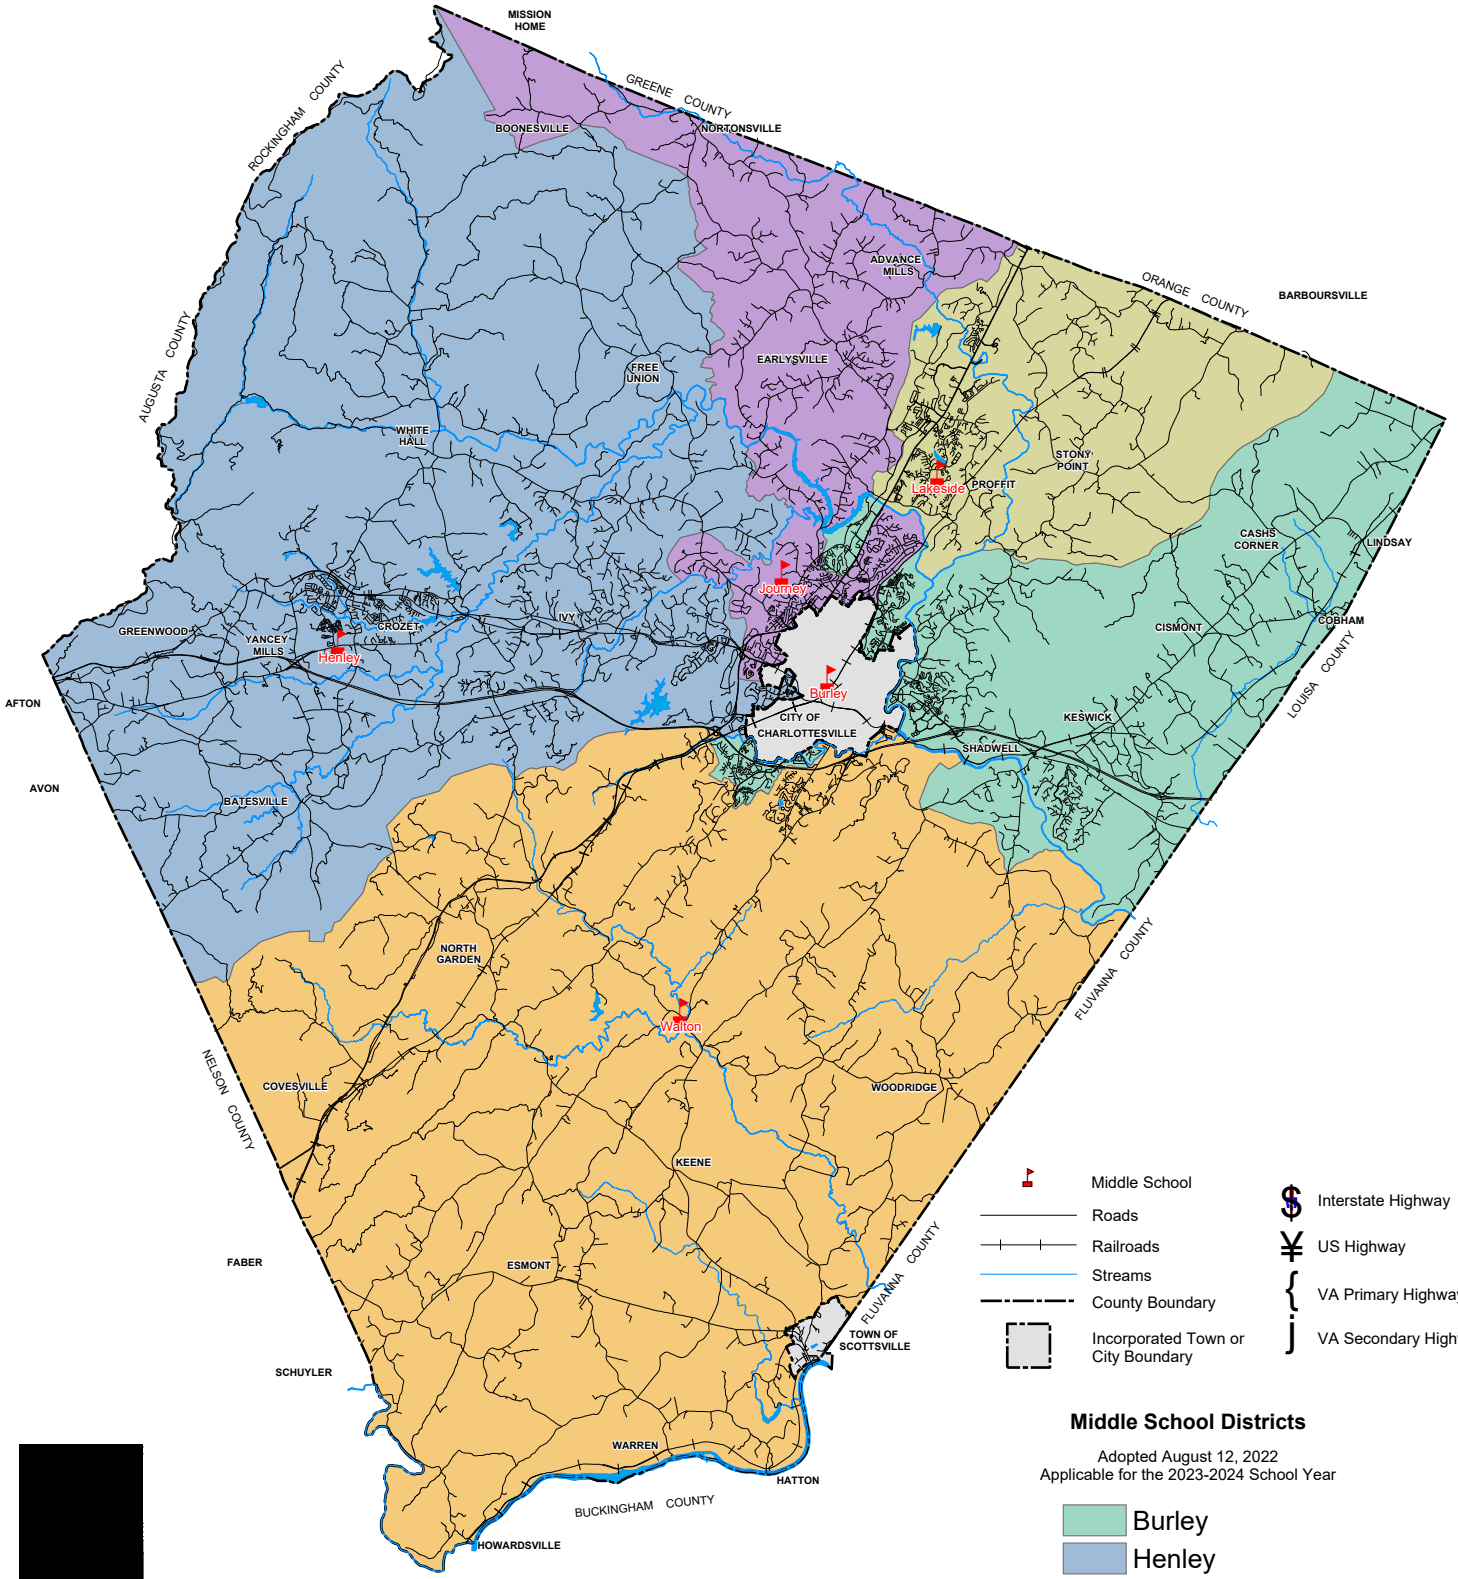 MISSION
HOME
ROCKINGHAM COUNTY
GREENE COUNTY
BOONESVILLE
NORTONSVILLE
ADVANCE
MILLS
ORANGE COUNTY
BARBOURSVILLE
AUGUSTA COUNTY
FREE
UNION
EARLYSVILLE
WHITE
HALL
STONY
POINT
Lakeside
PROFFIT
CASHS
CORNER
LINDSAY
Journey
GREENWOOD
YANCEY
MILLS
CROZET
IVY
Henley
CISMONT
COBHAM
LOUISA COUNTY
AFTON
Burley
CITY OF
CHARLOTTESVILLE
KESWICK
SHADWELL
AVON
BATESVILLE
NORTH
GARDEN
FLUVANNA COUNTY
Walton
NELSON COUNTY
COVESVILLE
WOODRIDGE
KEENE
FABER
ESMONT
FLUVANNA COUNTY
TOWN OF
SCOTTSVILLE
SCHUYLER
WARREN
HATTON
BUCKINGHAM COUNTY
HOWARDSVILLE
Middle School
Roads
Railroads
Streams
County Boundary
Incorporated Town or
City Boundary
$ Interstate Highway
¥ US Highway
{ VA Primary Highway
j VA Secondary High
Middle School Districts
Adopted August 12, 2022
Applicable for the 2023-2024 School Year
Burley
Henley